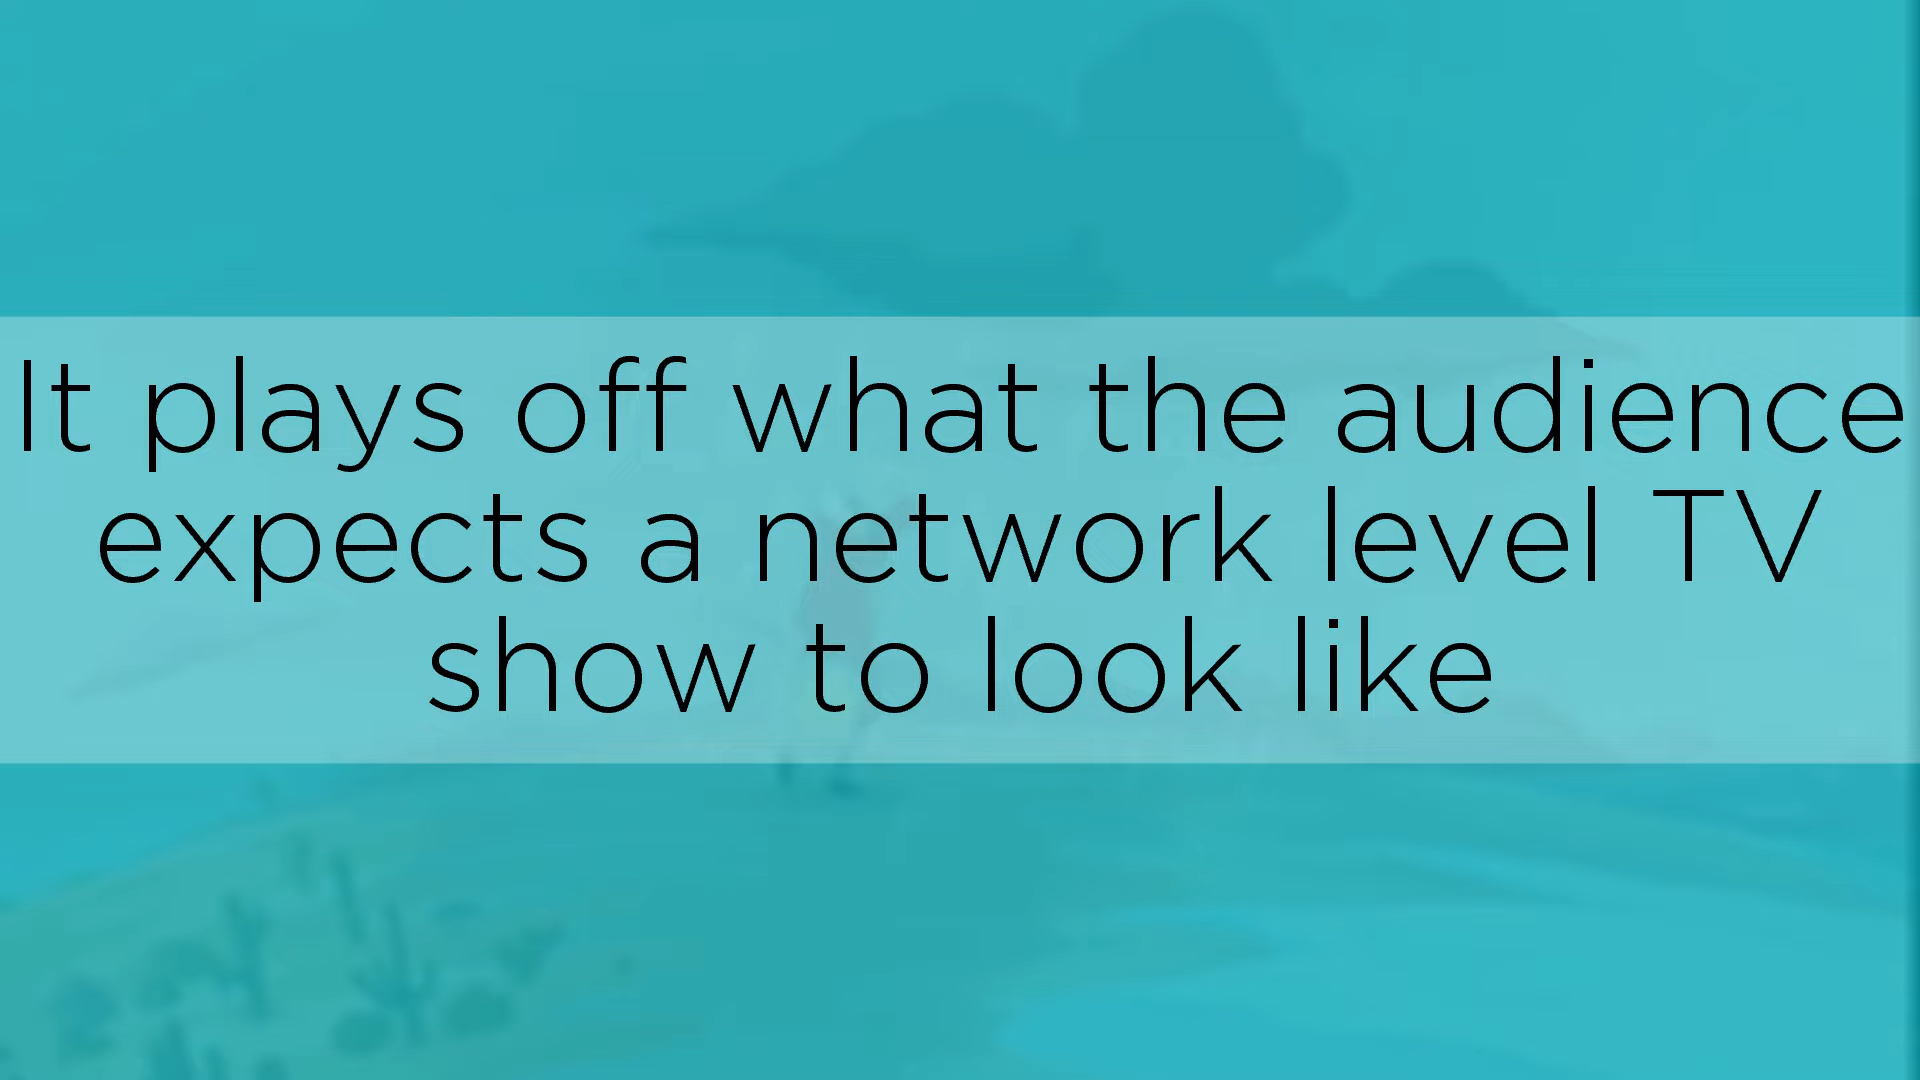 It plays off what the audience
expects a network level TV
show to look like